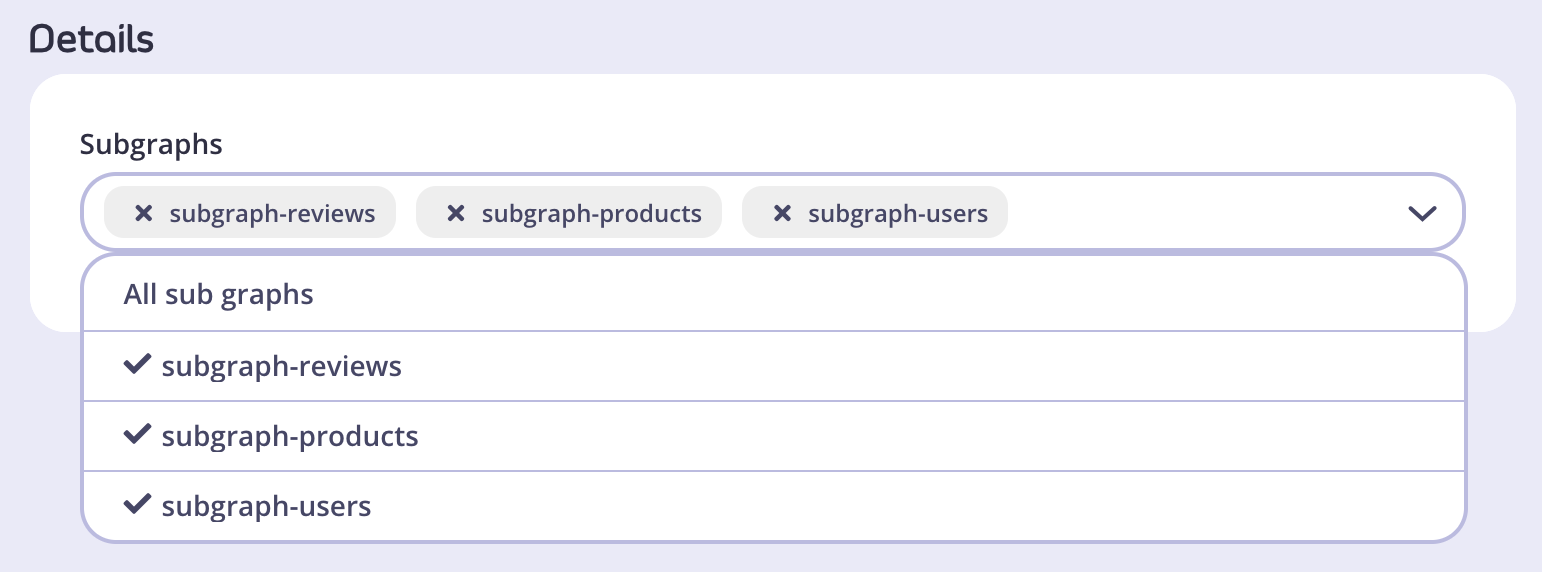 Details
Subgraphs
subgraph-reviews subgraph-products subgraph-users
All sub graphs
subgraph-reviews
subgraph-products
subgraph-users